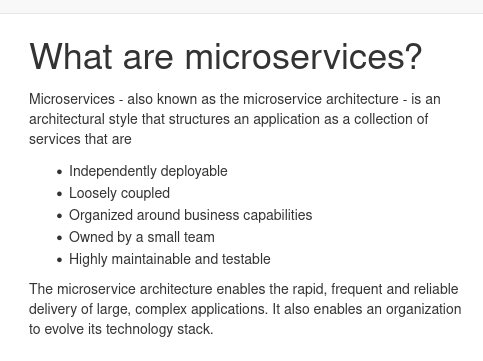 What are microservices?
Microservices - also known as the microservice architecture - is an
architectural style that structures an application as a collection of
services that are
• Independently deployable
• Loosely coupled
• Organized around business capabilities
• Owned by a small team
• Highly maintainable and testable
The microservice architecture enables the rapid, frequent and reliable
delivery of large, complex applications. It also enables an organization
to evolve its technology stack.